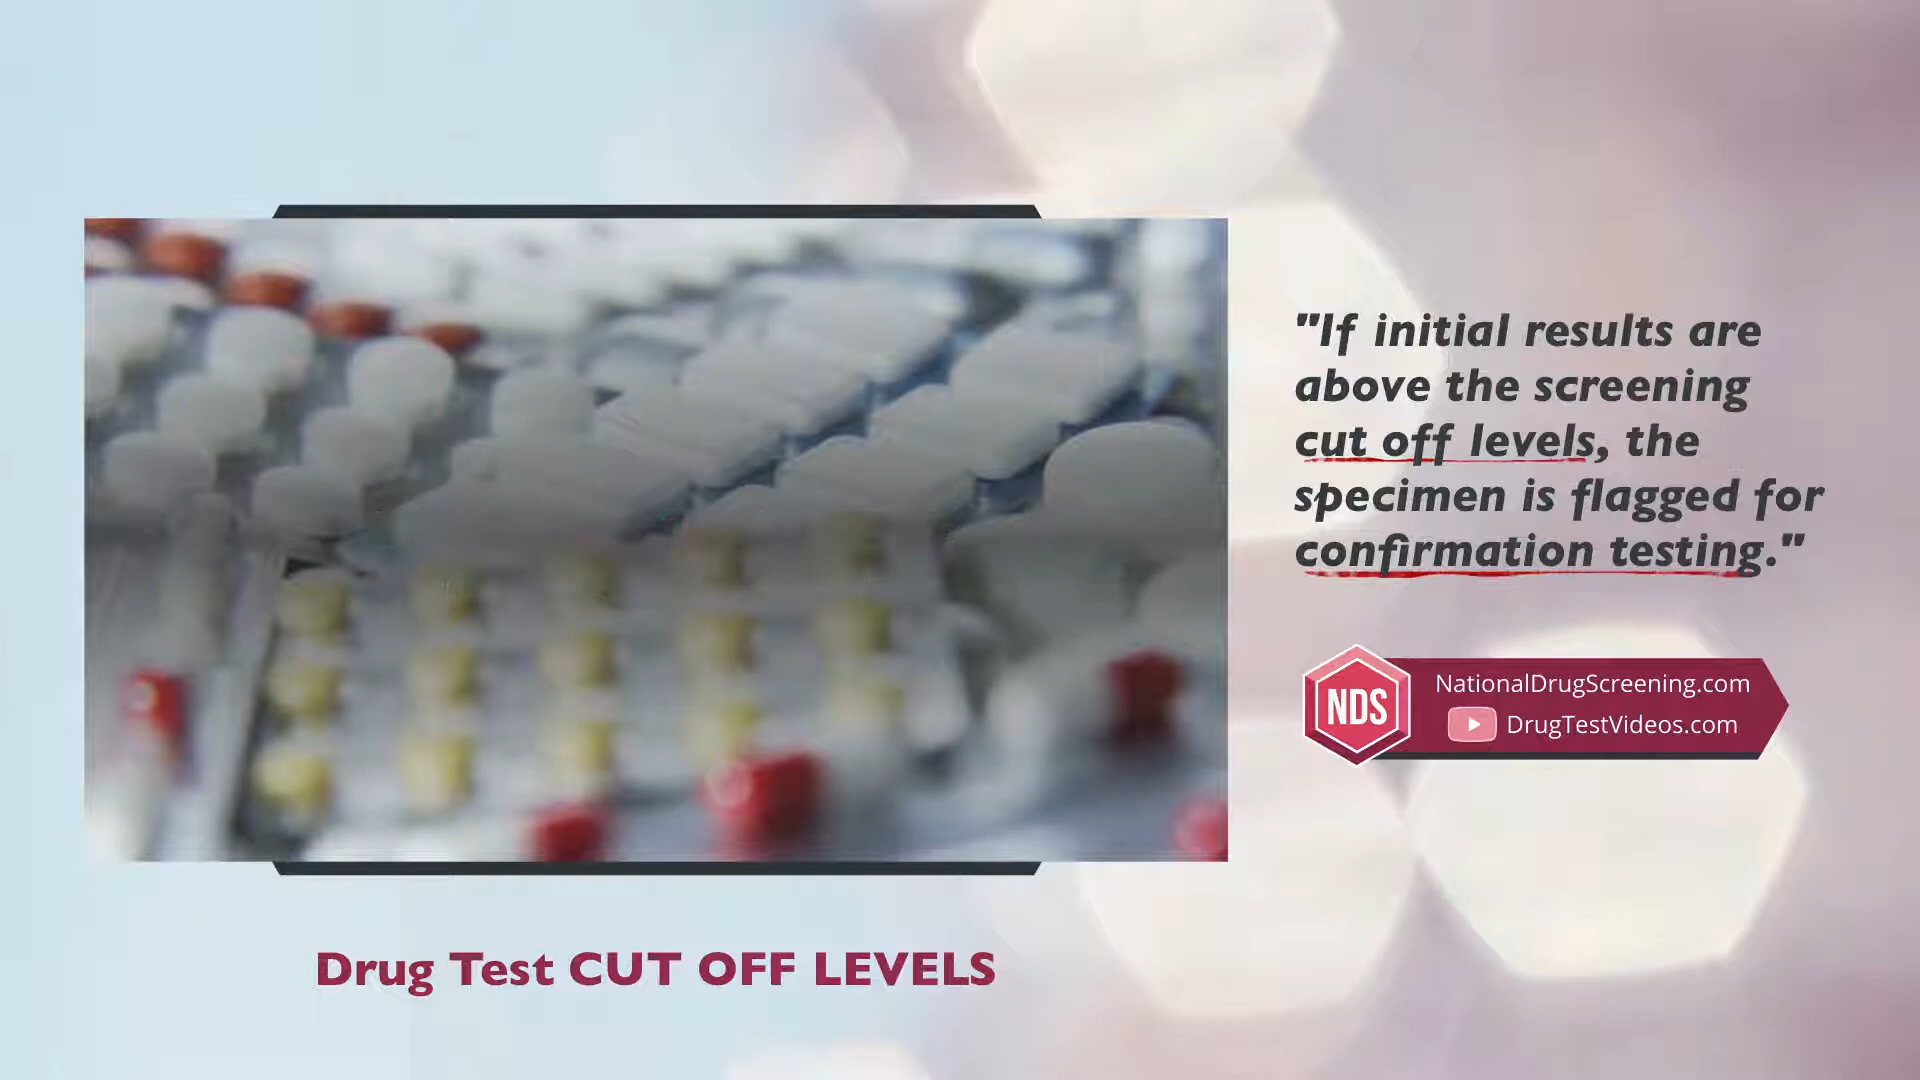 "If initial results are
above the screening
cut off levels, the
specimen is flagged for
confirmation testing."
NDS
NationalDrugScreening.com
DrugTestVideos.com
Drug Test CUT OFF LEVELS